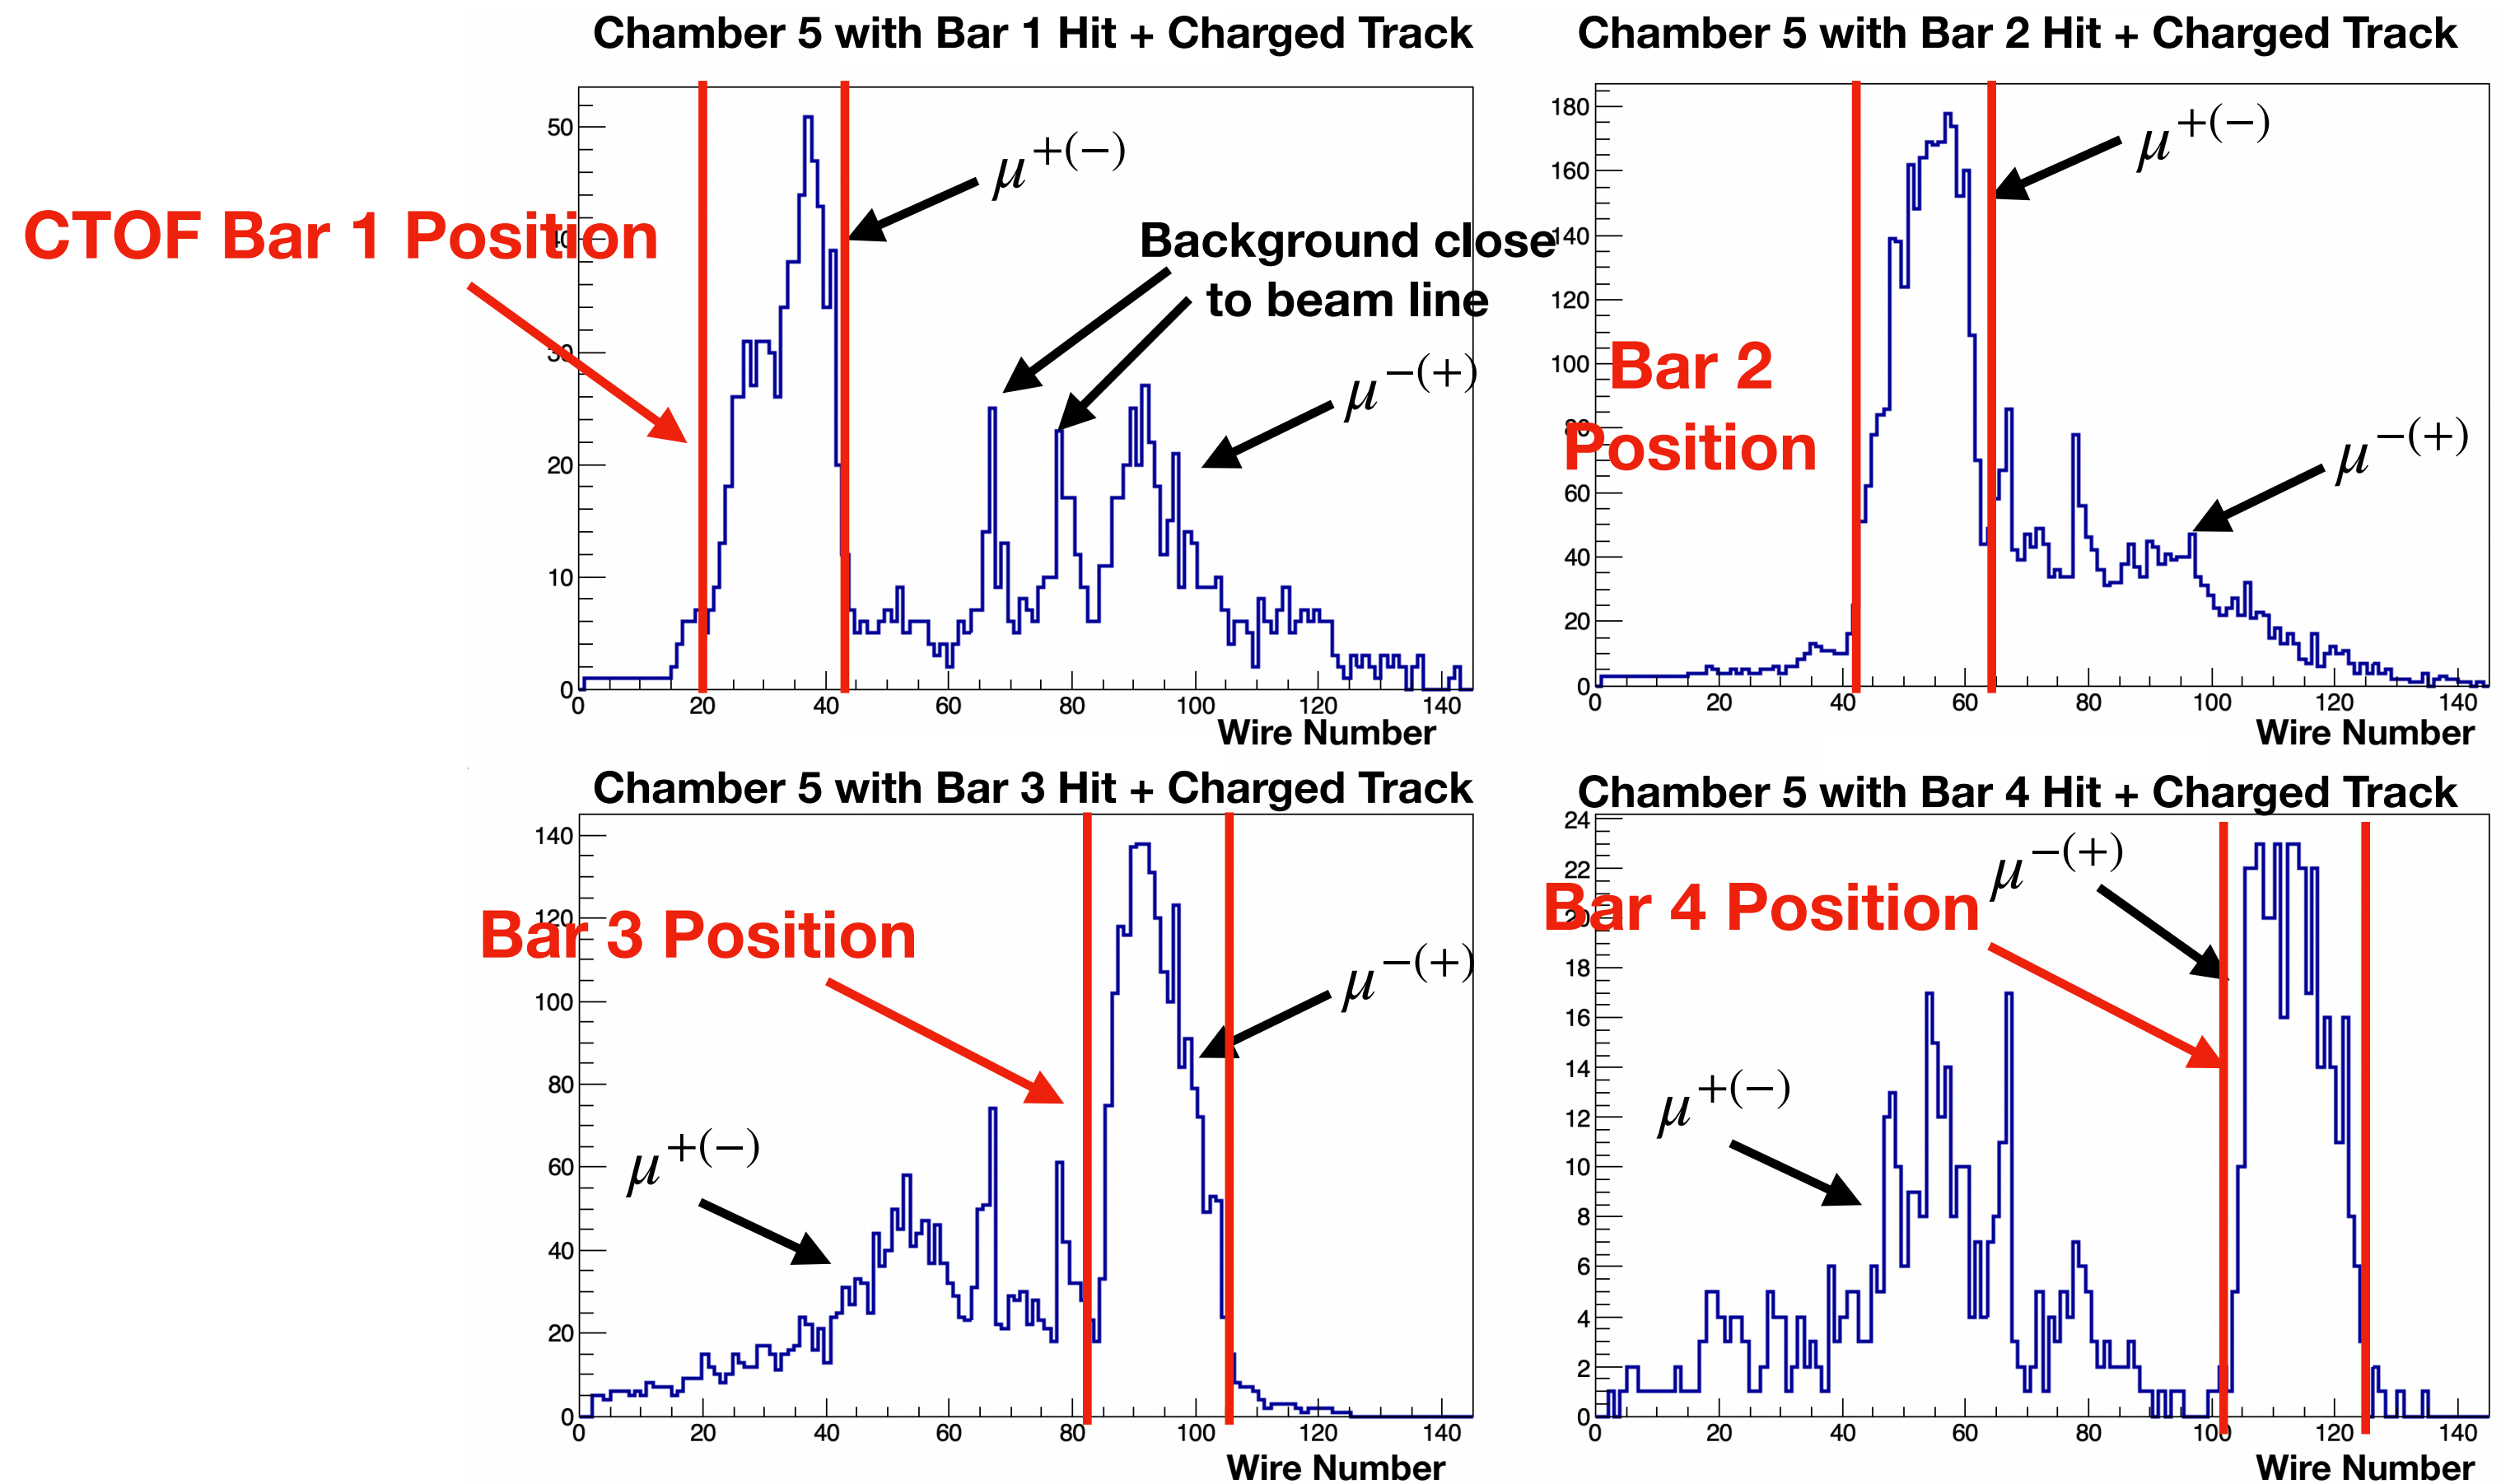 Chamber 5 with Bar 1 Hit + Charged Track
50
40
30
20
10
0
0 20 40 60 80 100 120 140
Wire Number
CTOF Bar 1 Position
μ+(−)
Background close
to beam line
μ−(+)
Chamber 5 with Bar 2 Hit + Charged Track
180
160
140
120
100
80
60
40
20
0
0 20 40 60 80 100 120 140
Wire Number
Bar 2
Position
μ+(−)
μ−(+)
Chamber 5 with Bar 3 Hit + Charged Track
140
120
100
80
60
40
20
0
0 20 40 60 80 100 120 140
Wire Number
Bar 3 Position
μ+(−)
μ−(+)
Chamber 5 with Bar 4 Hit + Charged Track
24
22
20
18
16
14
12
10
8
6
4
2
0
0 20 40 60 80 100 120 140
Wire Number
Bar 4 Position
μ−(+)
μ+(−)